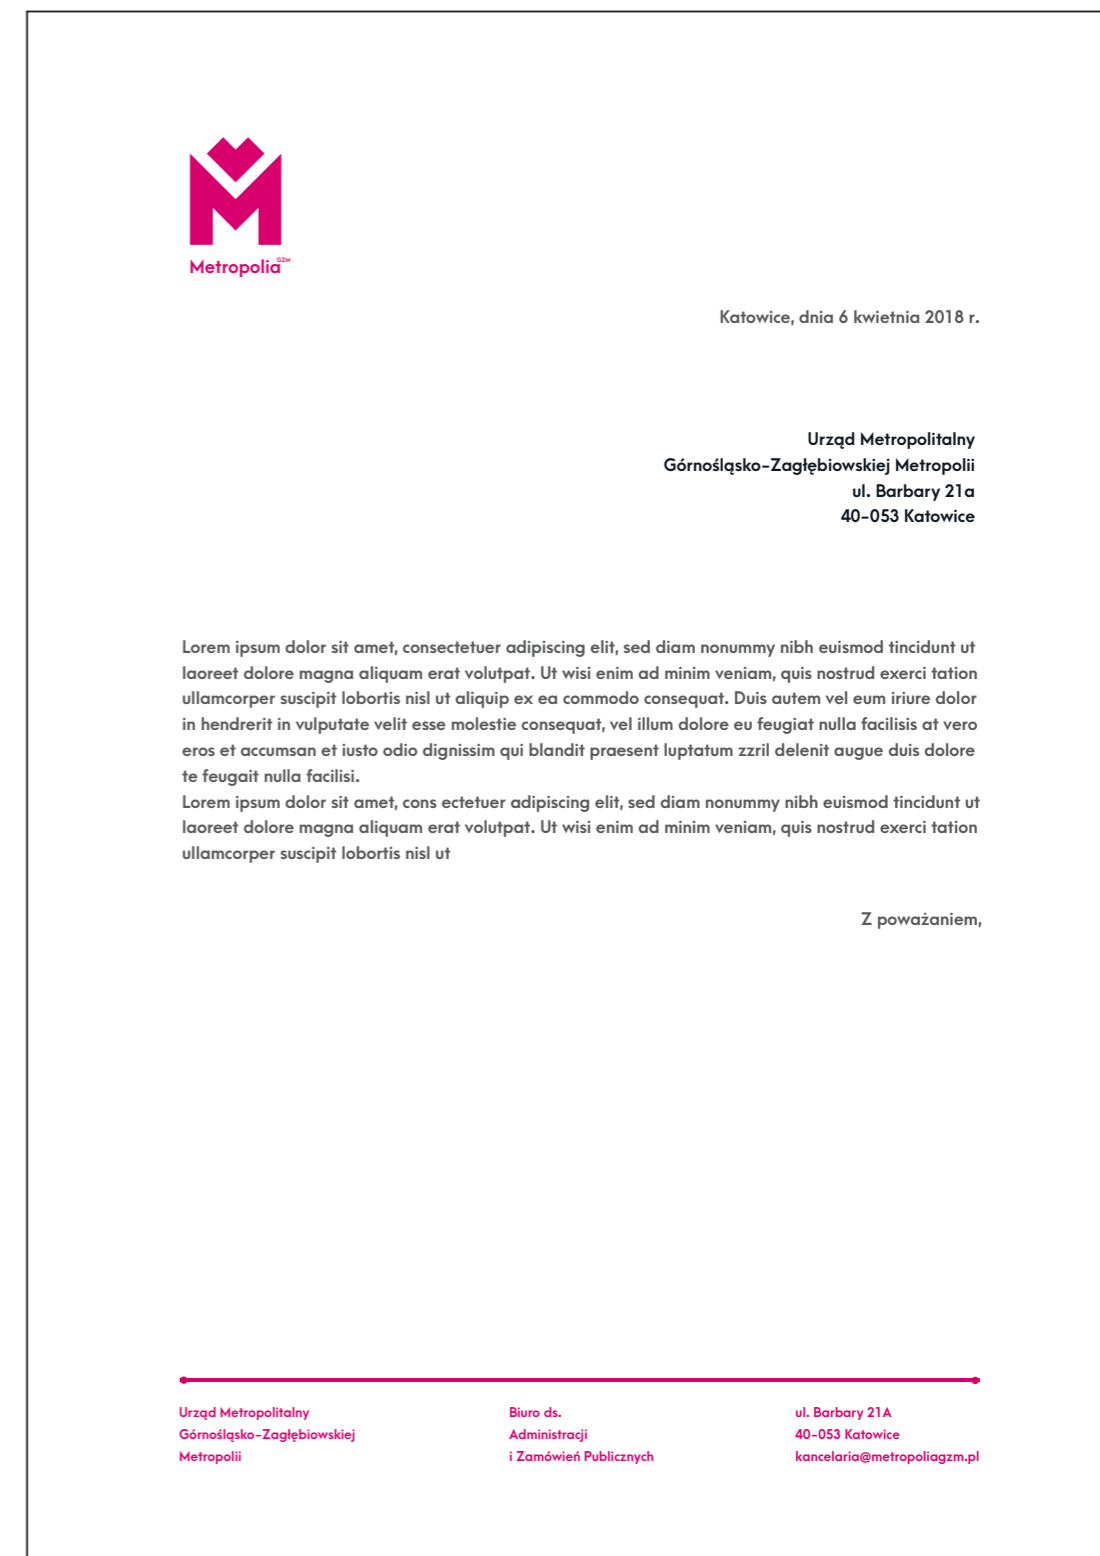 Metropolia GZM
Katowice, dnia 6 kwietnia 2018 r.
Urząd Metropolitalny
Górnośląsko-Zagłębiowskiej Metropolii
ul. Barbary 21a
40-053 Katowice
Lorem ipsum dolor sit amet, consectetuer adipiscing elit, sed diam nonummy nibh euismod tincidunt ut
laoreet dolore magna aliquam erat volutpat. Ut wisi enim ad minim veniam, quis nostrud exerci tation
ullamcorper suscipit lobortis nisl ut aliquip ex ea commodo consequat. Duis autem vel eum iriure dolor
in hendrerit in vulputate velit esse molestie consequat, vel illum dolore eu feugiat nulla facilisis at vero
eros et accumsan et iusto odio dignissim qui blandit praesent luptatum zzril delenit augue duis dolore
te feugait nulla facilisi.
Lorem ipsum dolor sit amet, cons ectetuer adipiscing elit, sed diam nonummy nibh euismod tincidunt ut
laoreet dolore magna aliquam erat volutpat. Ut wisi enim ad minim veniam, quis nostrud exerci tation
ullamcorper suscipit lobortis nisl ut
Z poważaniem,
Urząd Metropolitalny
Górnośląsko-Zagłębiowskiej
Metropolii
Biuro ds.
Administracji
i Zamówień Publicznych
ul. Barbary 21A
40-053 Katowice
kancelaria@metropoliagzm.pl